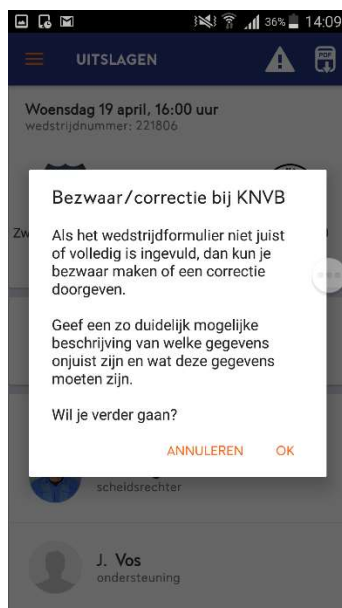 36% 14:09
UITSLAGEN
PDF
Woensdag 19 april, 16:00 uur
wedstrijdnummer: 221806
Zw
Bezwaar/correctie bij KNVB
Als het wedstrijdformulier niet juist
of volledig is ingevuld, dan kun je
bezwaar maken of een correctie
doorgeven.
Geef een zo duidelijk mogelijke
beschrijving van welke gegevens
onjuist zijn en wat deze gegevens
moeten zijn.
Wil je verder gaan?
ANNULEREN OK
scheidsrechter
J. Vos
ondersteuning